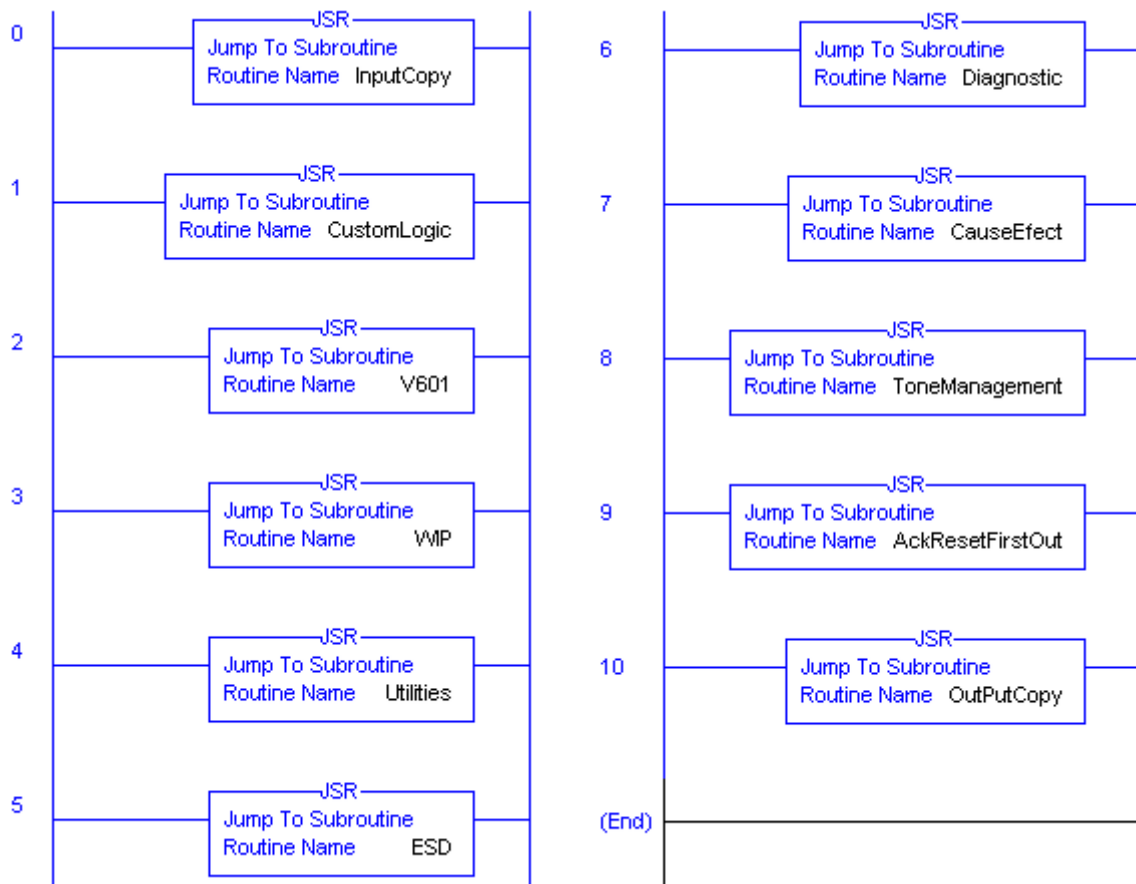 0
JSR
Jump To Subroutine
Routine Name InputCopy
1
JSR
Jump To Subroutine
Routine Name CustomLogic
2
JSR
Jump To Subroutine
Routine Name V601
3
JSR
Jump To Subroutine
Routine Name WIP
4
JSR
Jump To Subroutine
Routine Name Utilities
5
JSR
Jump To Subroutine
Routine Name ESD
6
JSR
Jump To Subroutine
Routine Name Diagnostic
7
JSR
Jump To Subroutine
Routine Name CauseEfect
8
JSR
Jump To Subroutine
Routine Name ToneManagement
9
JSR
Jump To Subroutine
Routine Name AckResetFirstOut
10
JSR
Jump To Subroutine
Routine Name OutPutCopy
(End)